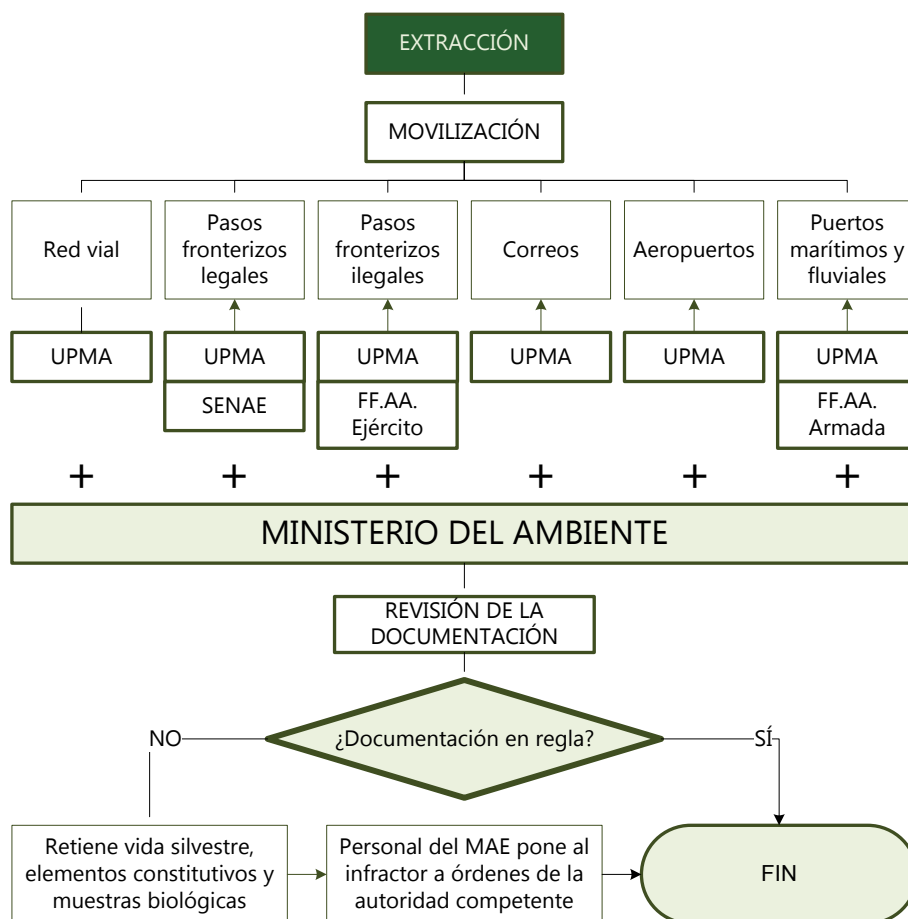 EXTRACCIÓN
MOVILIZACIÓN
Red vial
Pasos
fronterizos
legales
Pasos
fronterizos
ilegales
Correos
Aeropuertos
Puertos
marítimos y
fluviales
UPMA
UPMA
UPMA
UPMA
UPMA
UPMA
SENAE
FF.AA.
Ejército
FF.AA.
Armada
+ + + + + +
MINISTERIO DEL AMBIENTE
REVISIÓN DE LA
DOCUMENTACIÓN
¿Documentación en regla?
NO
SÍ
Retiene vida silvestre,
elementos constitutivos y
muestras biológicas
Personal del MAE pone al
infractor a órdenes de la
autoridad competente
FIN